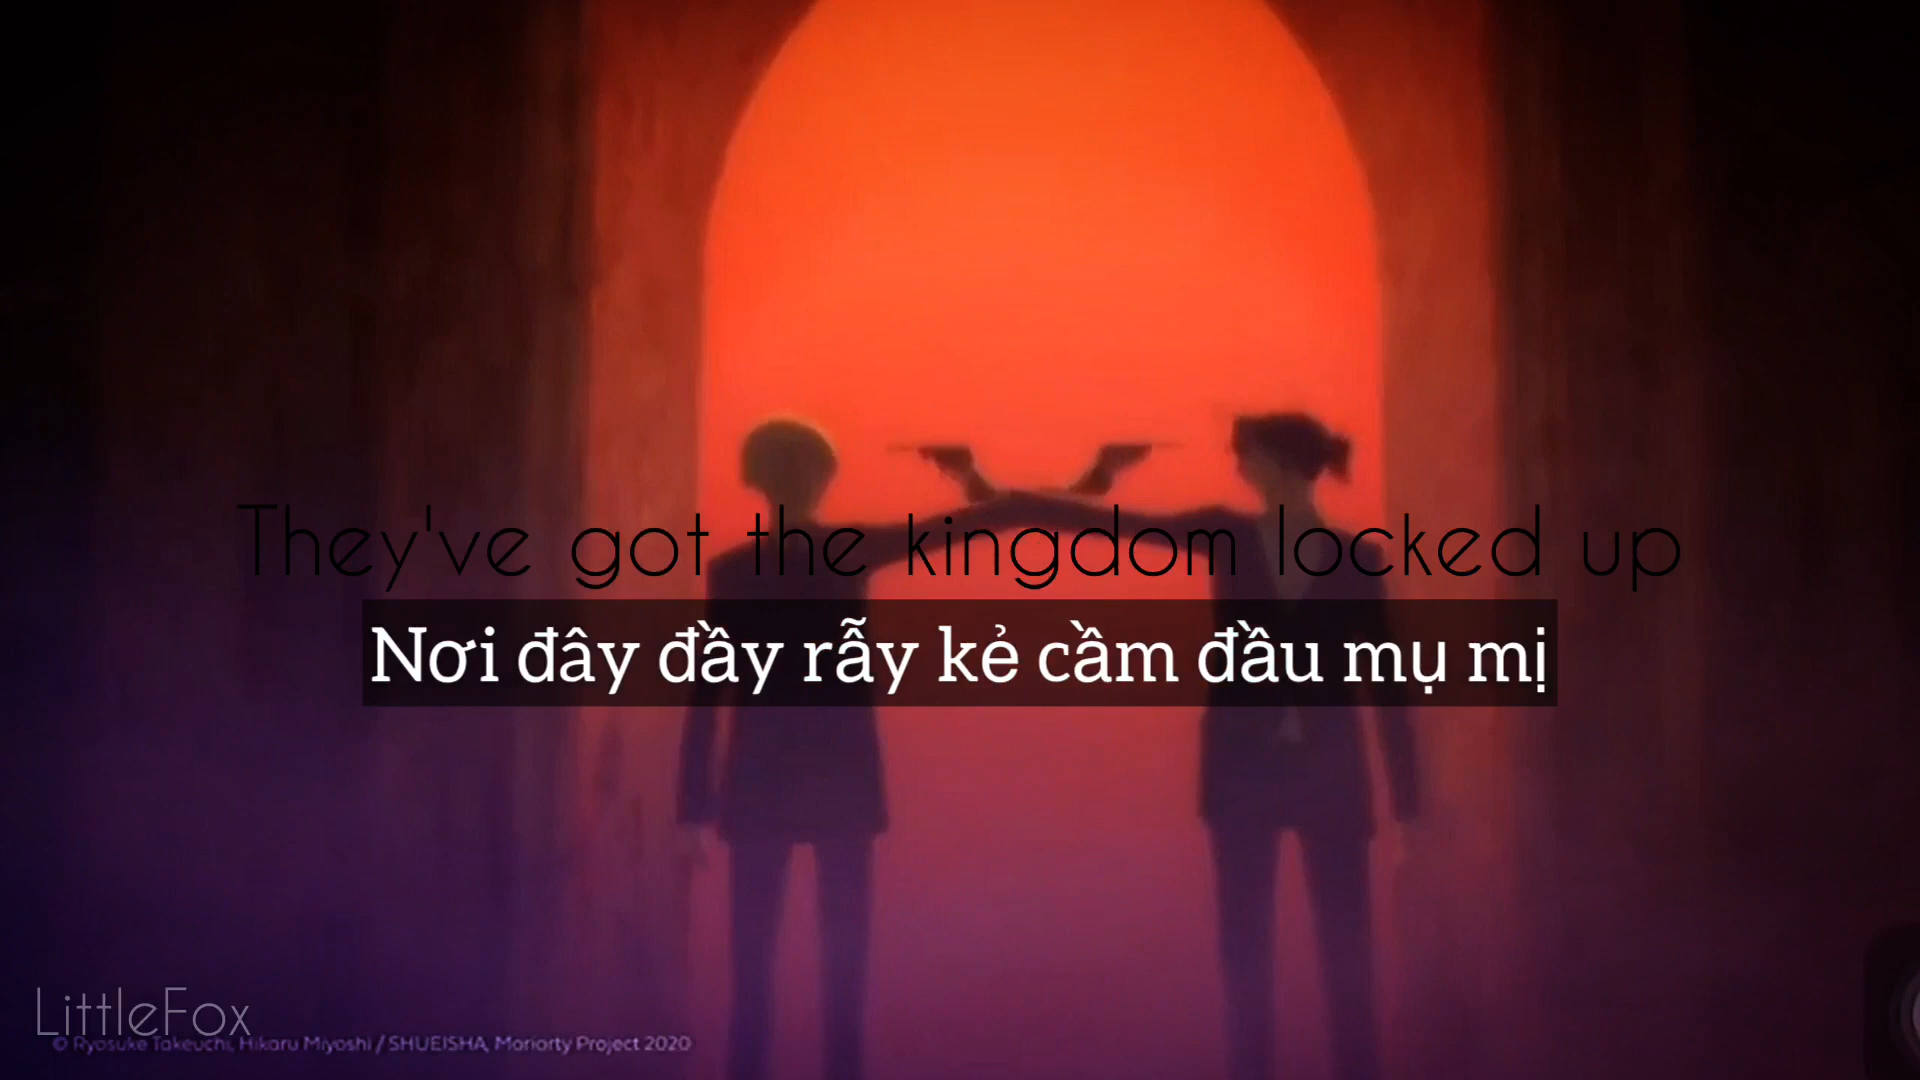 They've got the kingdom locked up
Nơi đây đầy rẫy kẻ cầm đầu mụ mị
LittleFox
© Ryosuke Takeuchi, Hikaru Miyoshi / SHUEISHA, Moriorty Project 2020